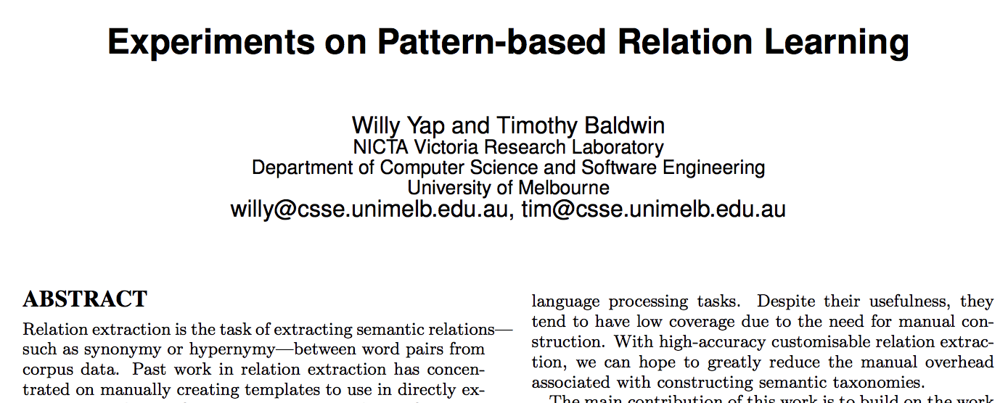 Experiments on Pattern-based Relation Learning
Willy Yap and Timothy Baldwin
NICTA Victoria Research Laboratory
Department of Computer Science and Software Engineering
University of Melbourne
willy@csse.unimelb.edu.au, tim@csse.unimelb.edu.au
ABSTRACT
Relation extraction is the task of extracting semantic relations—
such as synonymy or hypernymy—between word pairs from
corpus data. Past work in relation extraction has concen-
trated on manually creating templates to use in directly ex-
language processing tasks. Despite their usefulness, they
tend to have low coverage due to the need for manual con-
struction. With high-accuracy customisable relation extrac-
tion, we can hope to greatly reduce the manual overhead
associated with constructing semantic taxonomies.
The main contribution of this work is to build on the work